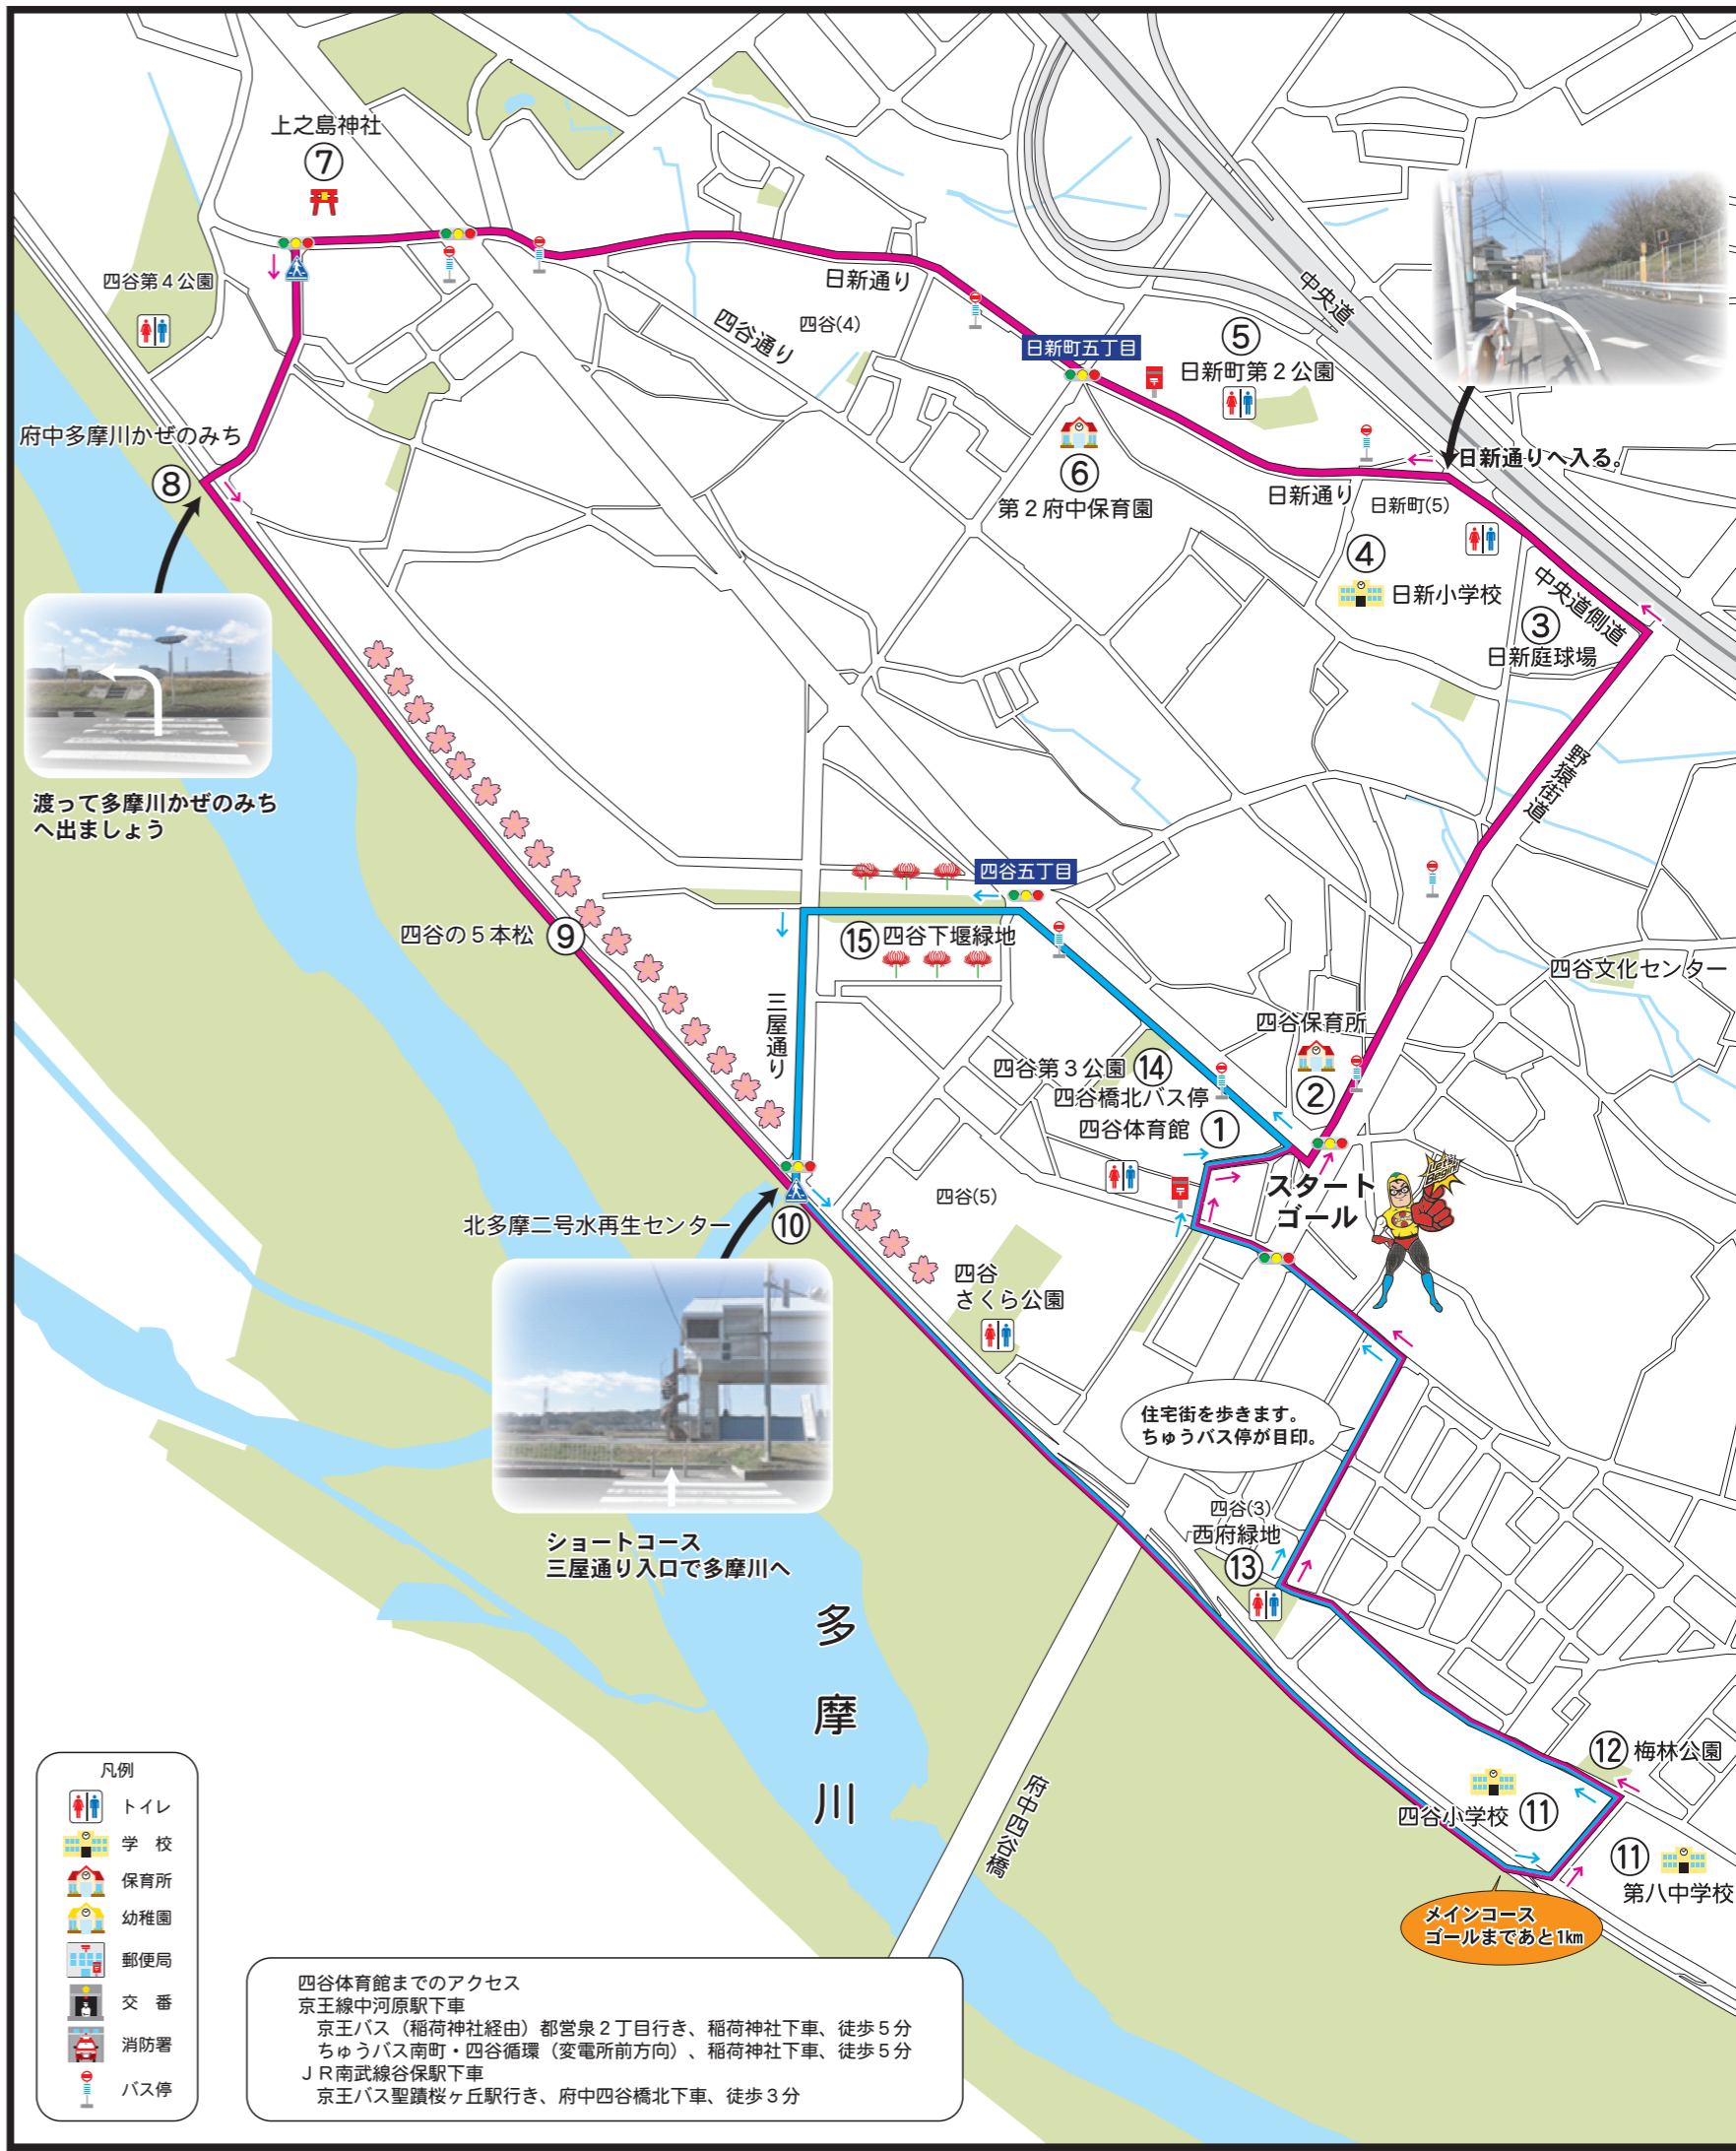 上之島神社
⑦
四谷第４公園
日新通り
四谷通り
四谷(4)
中央道
日新町五丁目
⑤
日新町第２公園
府中多摩川かぜのみち
⑧
⑥
第２府中保育園
日新通りへ入る。
日新通り
日新町(5)
④
日新小学校
中央道側道
③
日新庭球場
野猿街道
渡って多摩川かぜのみち
へ出ましょう
四谷五丁目
四谷の５本松 ⑨
⑮ 四谷下堰緑地
三屋通り
四谷文化センター
四谷保育所
②
四谷第３公園 ⑭
四谷橋北バス停
四谷体育館 ①
スタート
ゴール
Let's
Begin
四谷(5)
北多摩二号水再生センター ⑩
四谷
さくら公園
住宅街を歩きます。
ちゅうバス停が目印。
ショートコース
三屋通り入口で多摩川へ
四谷(3)
西府緑地
⑬
多摩川
府中四谷橋
⑫ 梅林公園
四谷小学校 ⑪
⑪
第八中学校
メインコース
ゴールまであと1km
凡例
トイレ
学　校
保育所
幼稚園
郵便局
交　番
消防署
バス停
四谷体育館までのアクセス
京王線中河原駅下車
京王バス（稲荷神社経由）都営泉２丁目行き、稲荷神社下車、徒歩５分
ちゅうバス南町・四谷循環（変電所前方向）、稲荷神社下車、徒歩５分
ＪＲ南武線谷保駅下車
京王バス聖蹟桜ヶ丘駅行き、府中四谷橋北下車、徒歩３分